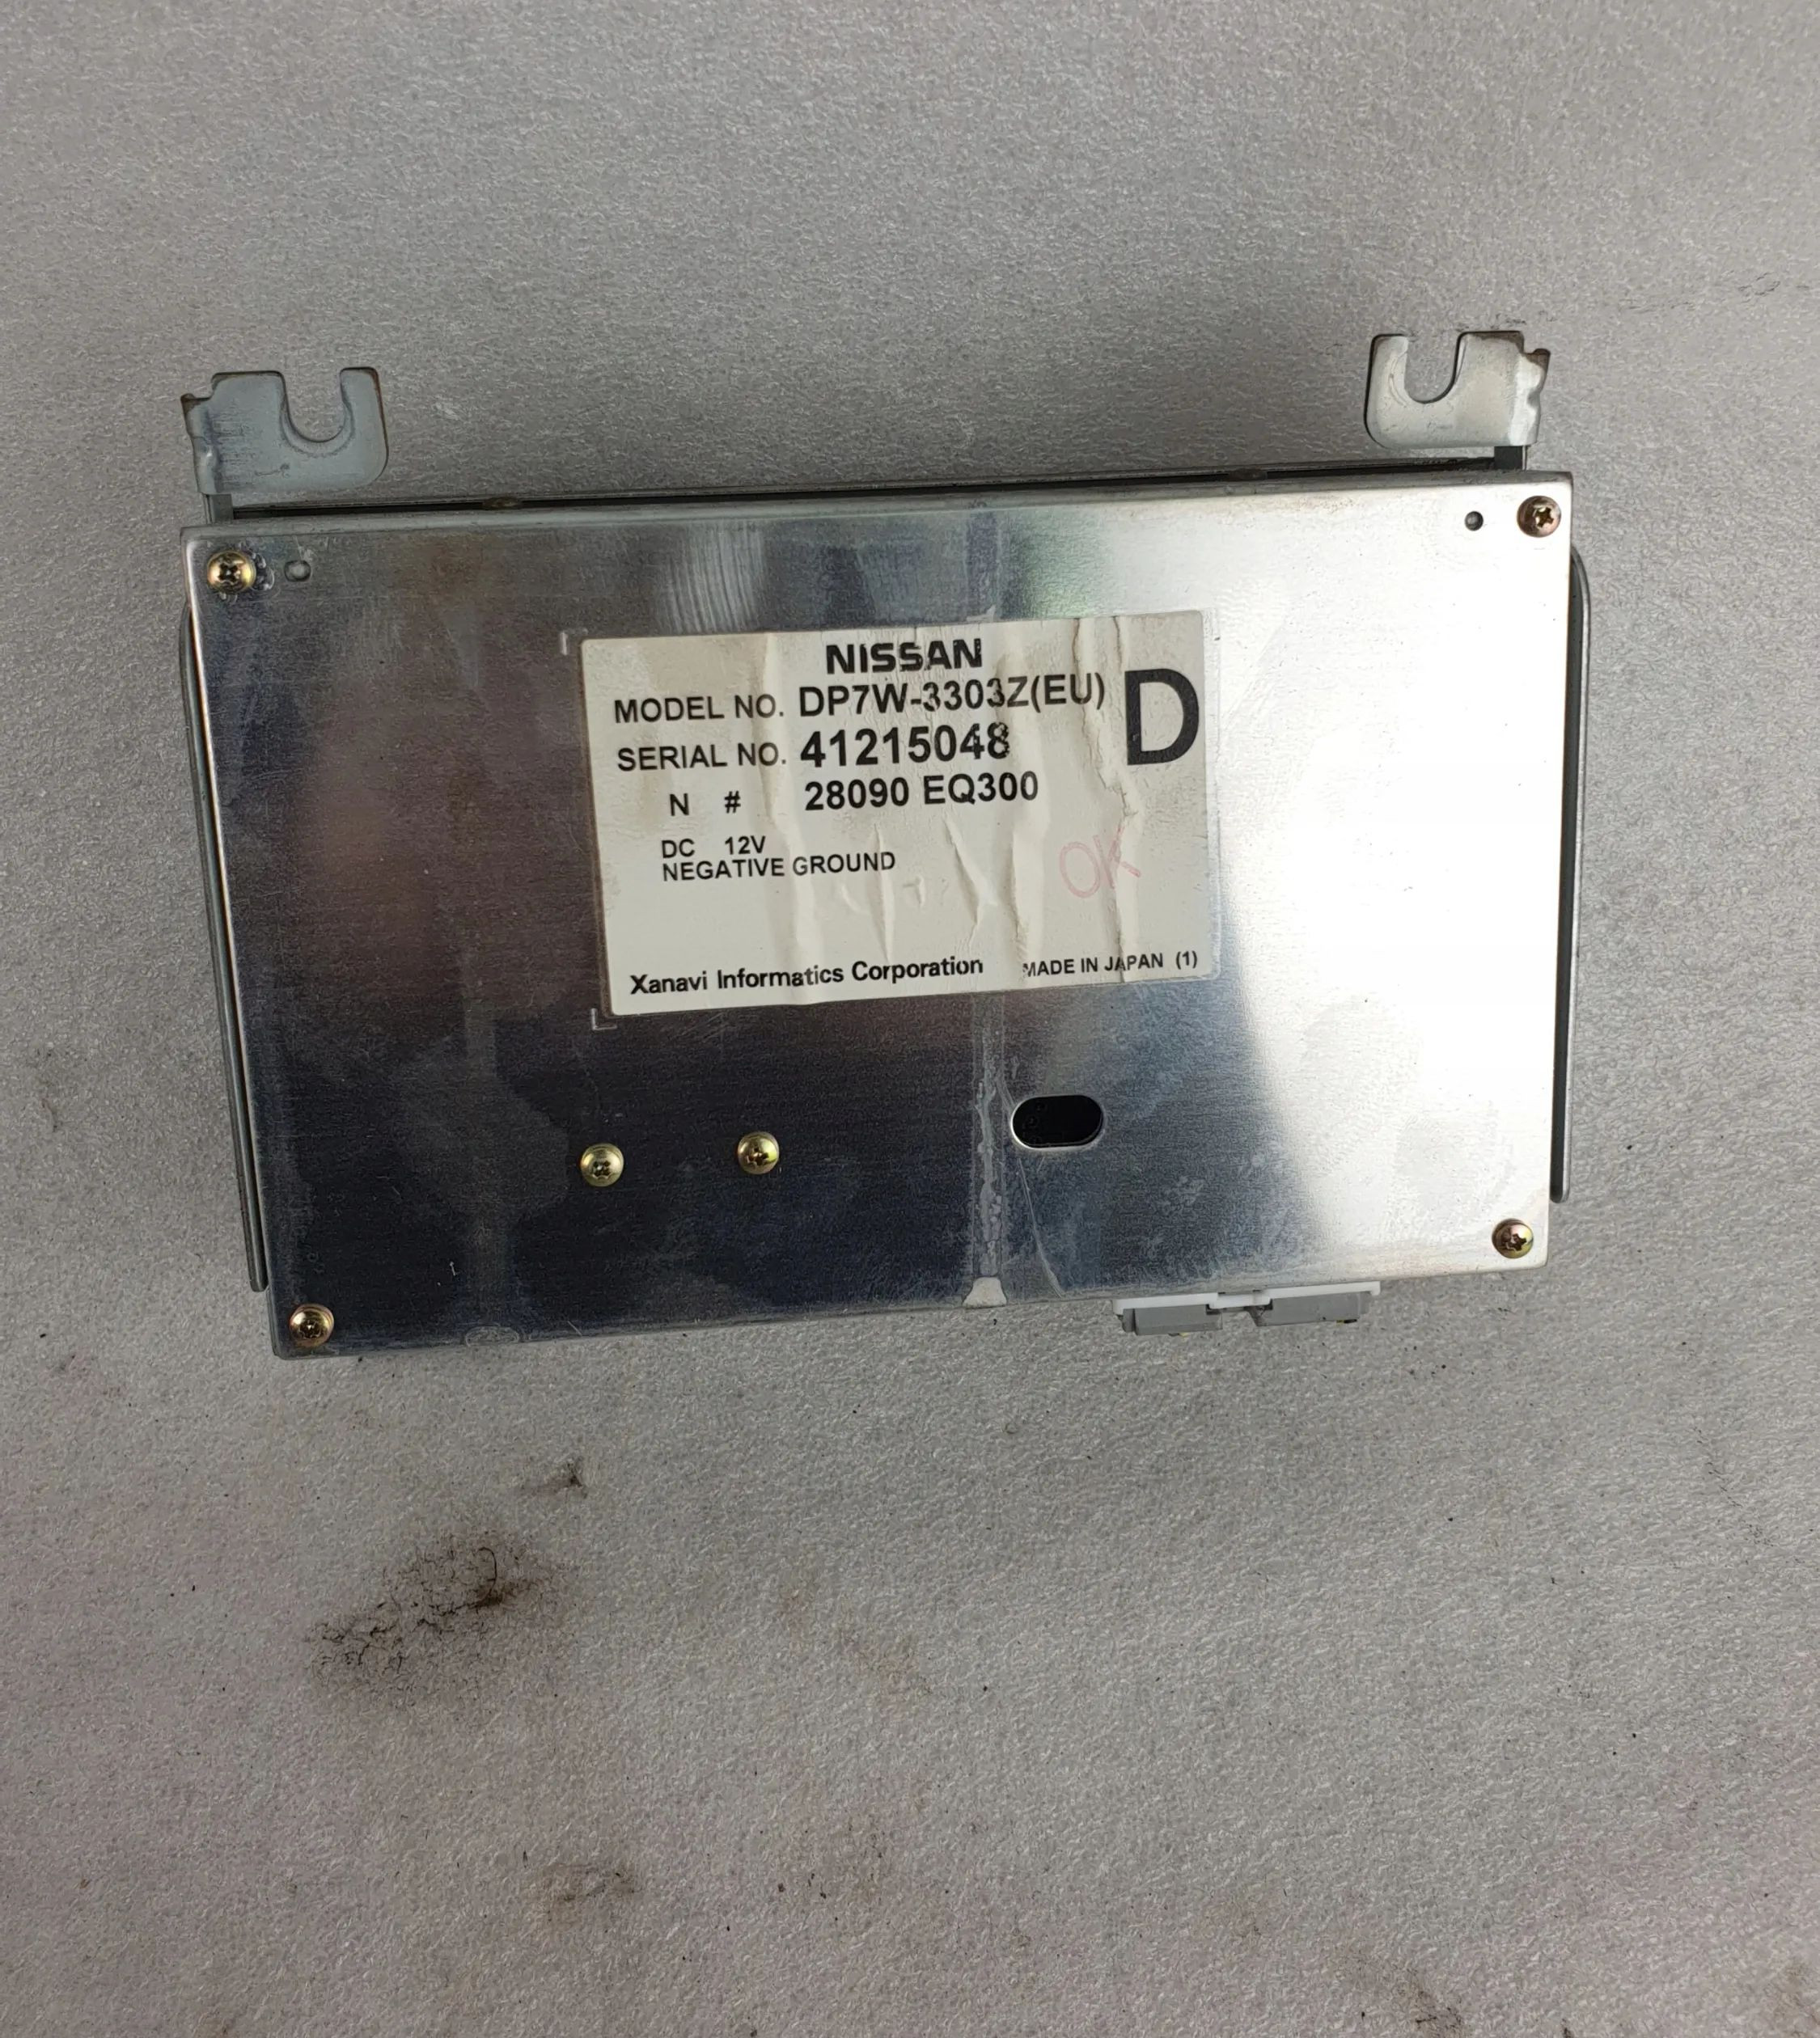 NISSAN
MODEL NO. DP7W-3303Z(EU) D
SERIAL NO. 41215048
N # 28090 EQ300
DC 12V
NEGATIVE GROUND
OK
Xanavi Informatics Corporation MADE IN JAPAN (1)